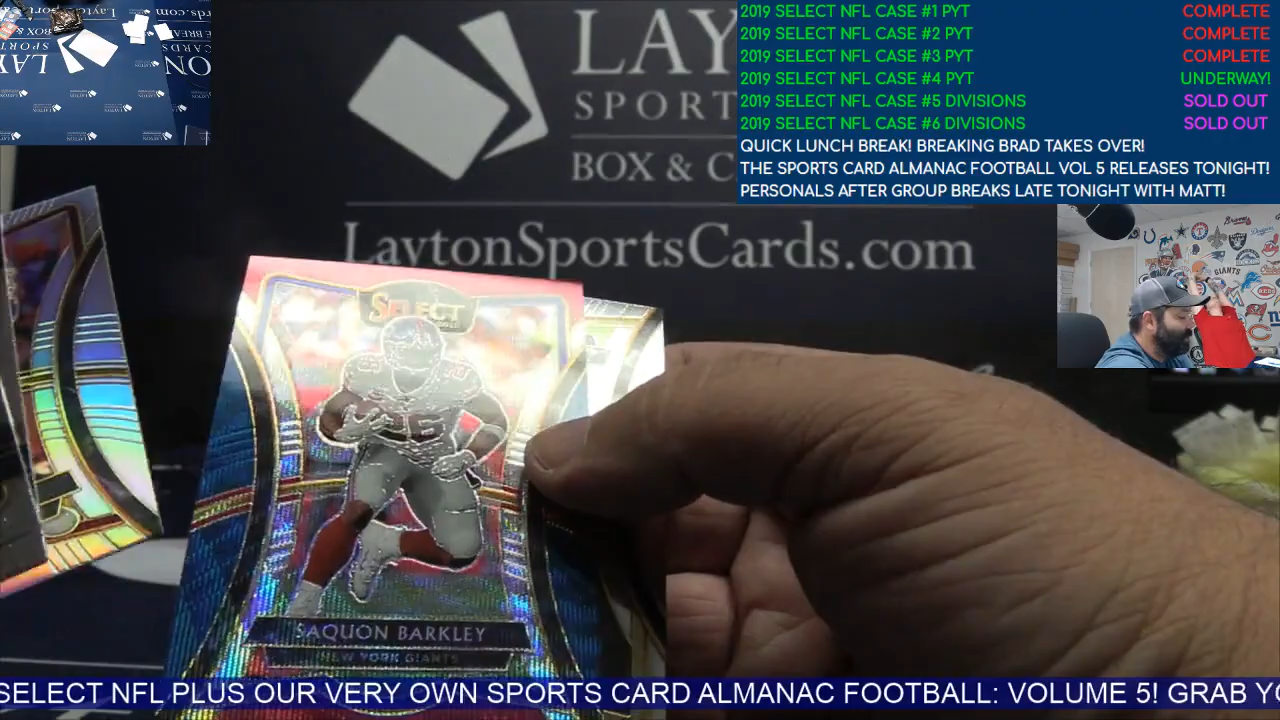 2019 SELECT NFL CASE #1 PYT COMPLETE
2019 SELECT NFL CASE #2 PYT COMPLETE
2019 SELECT NFL CASE #3 PYT COMPLETE
2019 SELECT NFL CASE #4 PYT UNDERWAY!
2019 SELECT NFL CASE #5 DIVISIONS SOLD OUT
2019 SELECT NFL CASE #6 DIVISIONS SOLD OUT
QUICK LUNCH BREAK! BREAKING BRAD TAKES OVER!
THE SPORTS CARD ALMANAC FOOTBALL VOL 5 RELEASES TONIGHT!
PERSONALS AFTER GROUP BREAKS LATE TONIGHT WITH MATT!
LAY
SPORT
BOX & C
LaytonSportsCards.com
SELECT
SAQUON BARKLEY
NEW YORK GIANTS
GIANTS
SELECT NFL PLUS OUR VERY OWN SPORTS CARD ALMANAC FOOTBALL: VOLUME 5! GRAB YO